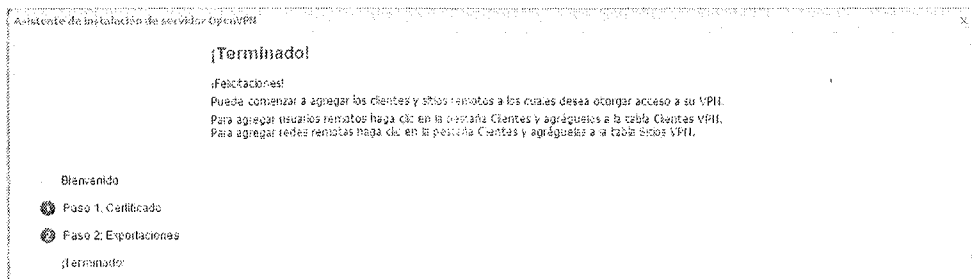 Asistente de instalación de servidor OpenVPN
¡Terminado!
¡Felicitaciones!
Puede comenzar a agregar los clientes y sitios remotos a los cuales desea otorgar acceso a su VPN.
Para agregar usuarios remotos haga clic en la pestaña Clientes y agréguelos a la tabla Clientes VPN.
Para agregar redes remotas haga clic en la pestaña Clientes y agréguelas a la tabla Sitios VPN.
Bienvenido
1 Paso 1: Certificado
2 Paso 2: Exportaciones
¡Terminado!